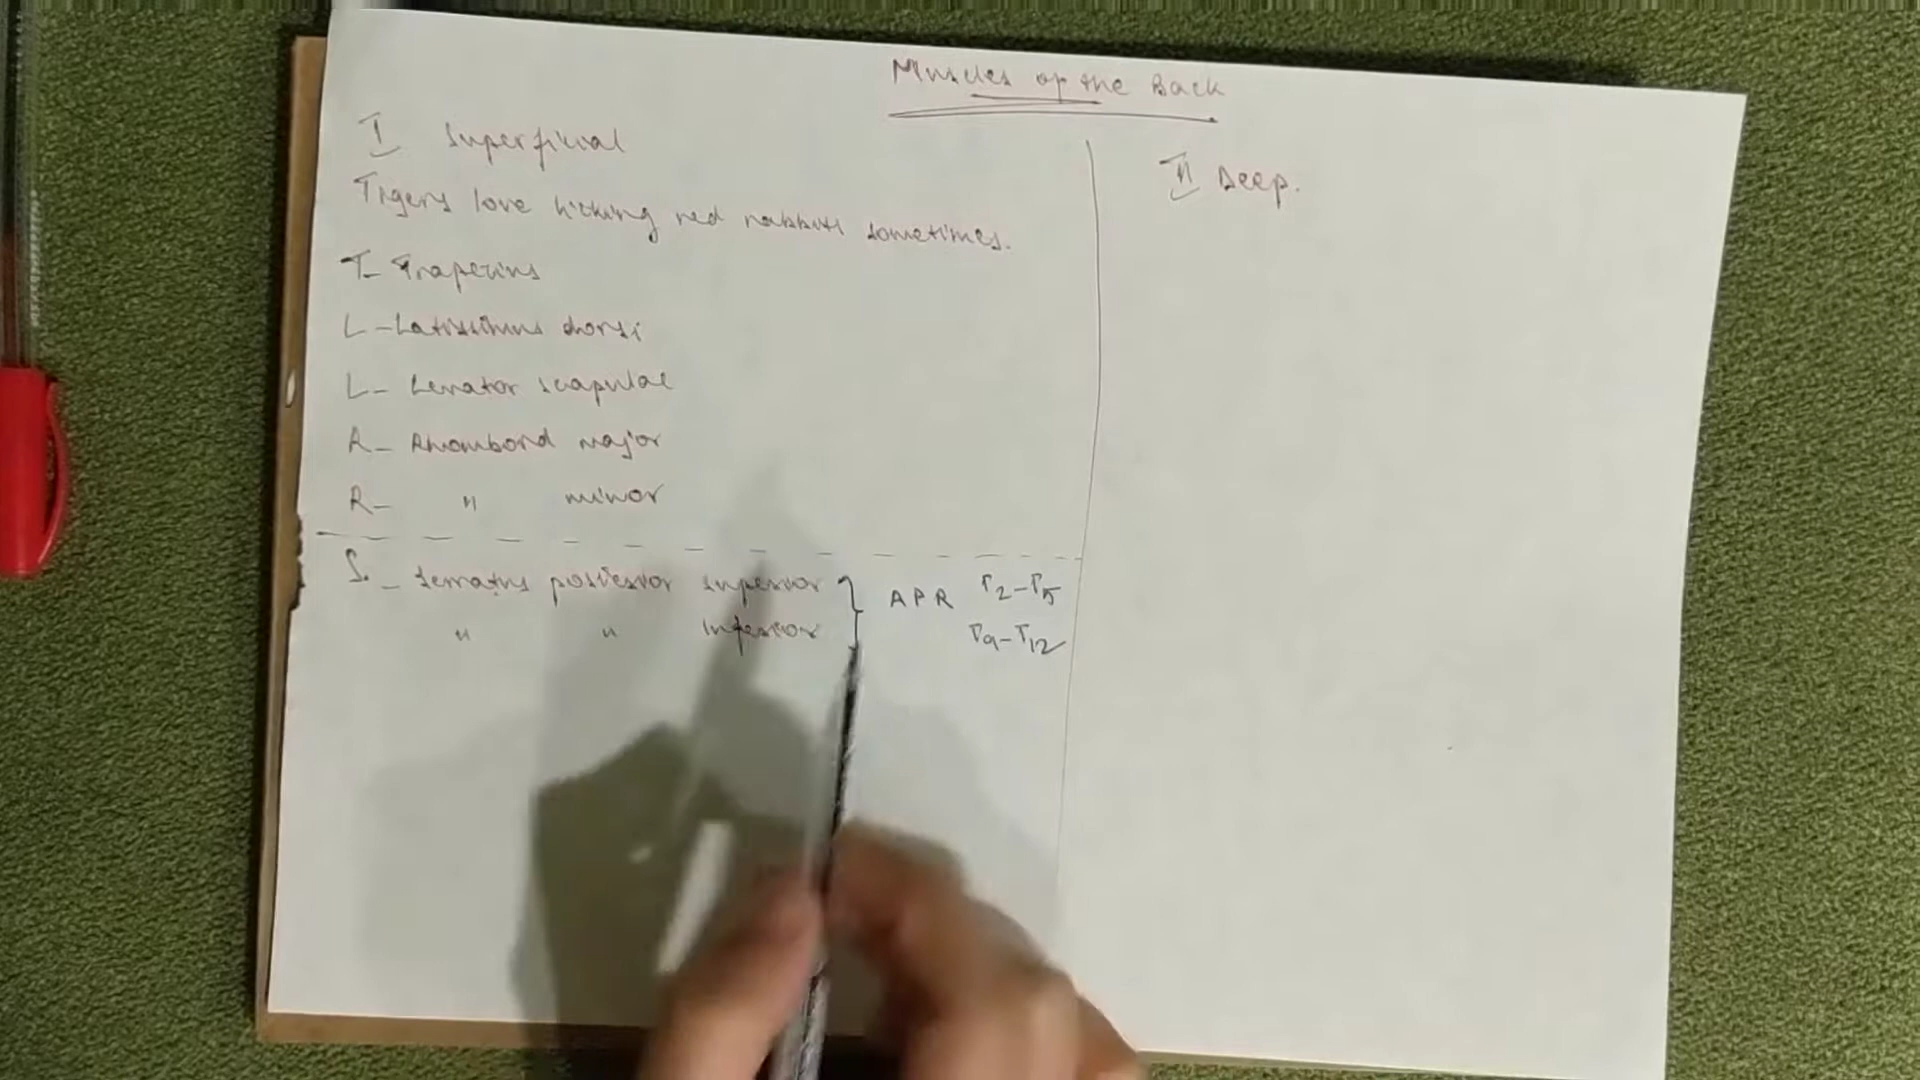 Muscles of the Back
I Superficial
Tigers love kicking red rabbits sometimes.
T- Trapezius
L - Latissimus dorsi
L- Levator scapulae
R- Rhomboid major
R- " minor
S. - Serratus posterior superior } APR T2-T5
" " Inferior T9-T12
II Deep.